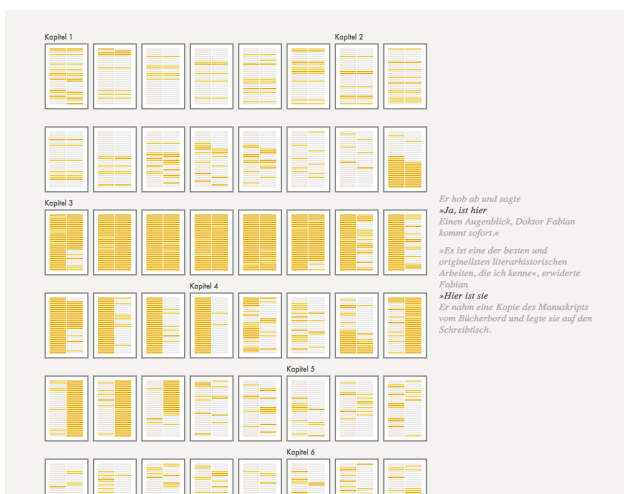 Kapitel 1
Kapitel 2
Kapitel 3
Kapitel 4
Kapitel 5
Kapitel 6
Er hob ab und sagte
»Ja, ist hier
Einen Augenblick, Doktor Fabian
kommt sofort.«
»Es ist eine der besten und
originellsten literarhistorischen
Arbeiten, die ich kenne«, erwiderte
Fabian
»Hier ist sie
Er nahm eine Kopie des Manuskripts
vom Bücherbord und legte sie auf den
Schreibtisch.